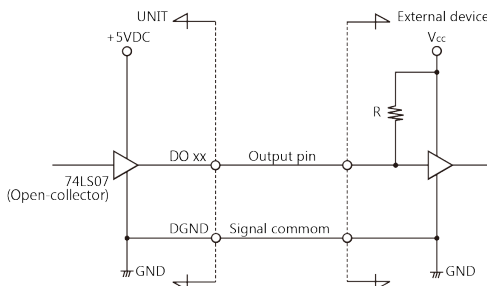 UNIT
External device
+5VDC
Vcc
R
DO xx
Output pin
74LS07
(Open-collector)
DGND
Signal commom
GND
GND